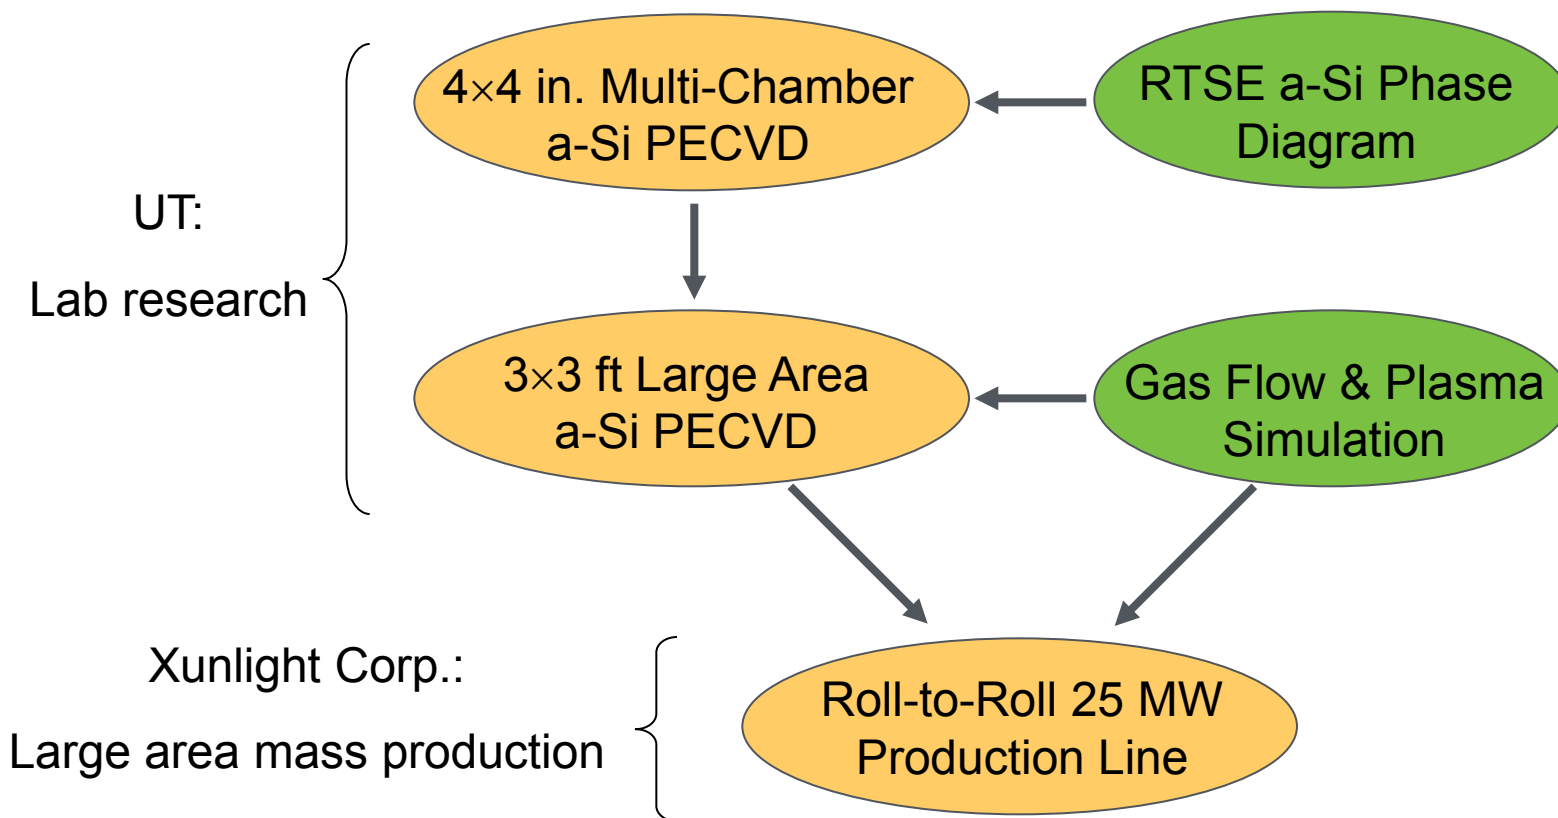 4×4 in. Multi-Chamber
a-Si PECVD
RTSE a-Si Phase
Diagram
UT:
Lab research
3×3 ft Large Area
a-Si PECVD
Gas Flow & Plasma
Simulation
Xunlight Corp.:
Large area mass production
Roll-to-Roll 25 MW
Production Line